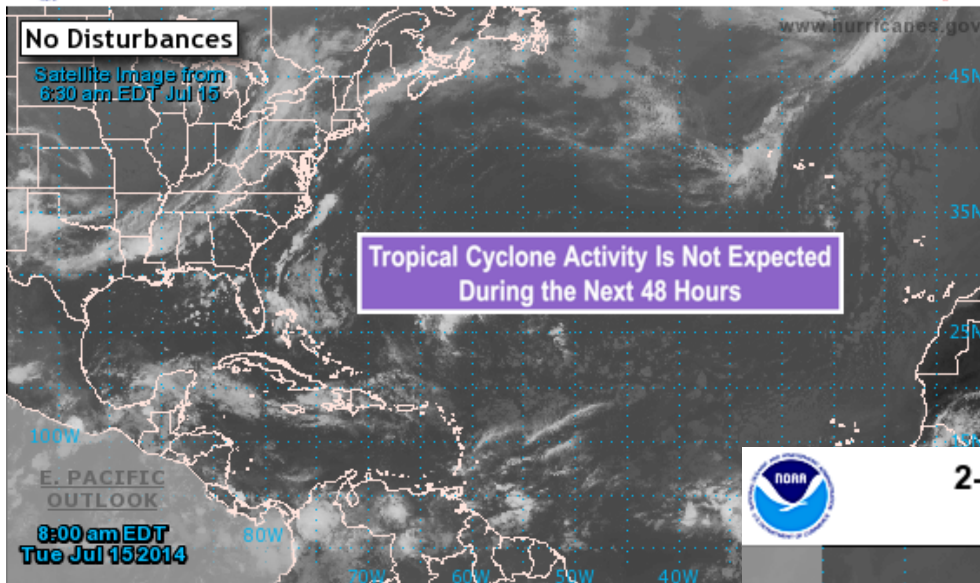 No Disturbances
www.hurricanes.gov
Satellite Image from
8:30 am EDT Jul 15
45N
35N
Tropical Cyclone Activity Is Not Expected
During the Next 48 Hours
25N
100W
E. PACIFIC
OUTLOOK
NOAA
2-
8:00 am EDT
Tue Jul 15 2014
80W
70W
60W
50W
40W